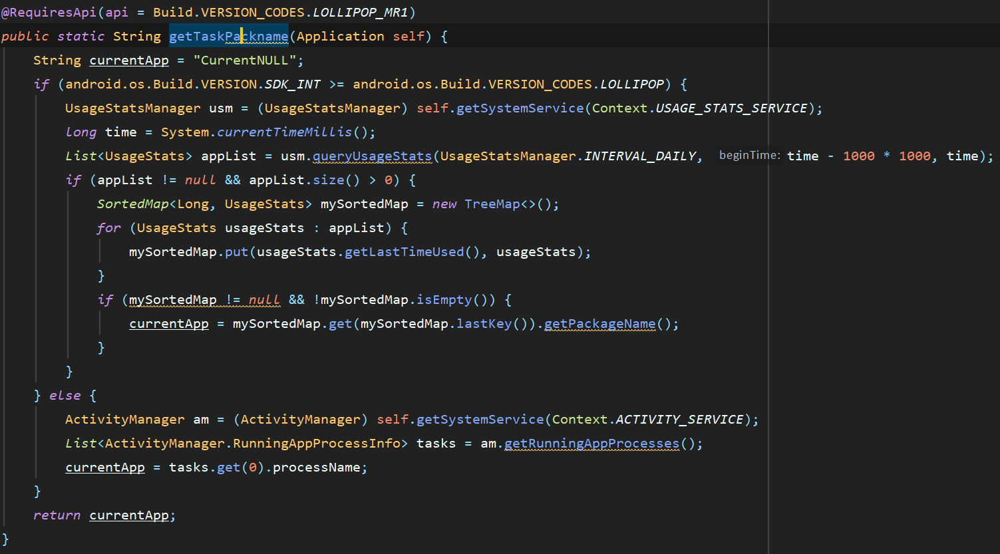 @RequiresApi(api = Build.VERSION_CODES.LOLLIPOP_MR1)
public static String getTaskPackname(Application self) {
String currentApp = "CurrentNULL";
if (android.os.Build.VERSION.SDK_INT >= android.os.Build.VERSION_CODES.LOLLIPOP) {
UsageStatsManager usm = (UsageStatsManager) self.getSystemService(Context.USAGE_STATS_SERVICE);
long time = System.currentTimeMillis();
List<UsageStats> appList = usm.queryUsageStats(UsageStatsManager.INTERVAL_DAILY, beginTime: time - 1000 * 1000, time);
if (appList != null && appList.size() > 0) {
SortedMap<Long, UsageStats> mySortedMap = new TreeMap<>();
for (UsageStats usageStats : appList) {
mySortedMap.put(usageStats.getLastTimeUsed(), usageStats);
}
if (mySortedMap != null && !mySortedMap.isEmpty()) {
currentApp = mySortedMap.get(mySortedMap.lastKey()).getPackageName();
}
}
} else {
ActivityManager am = (ActivityManager) self.getSystemService(Context.ACTIVITY_SERVICE);
List<ActivityManager.RunningAppProcessInfo> tasks = am.getRunningAppProcesses();
currentApp = tasks.get(0).processName;
}
return currentApp;
}